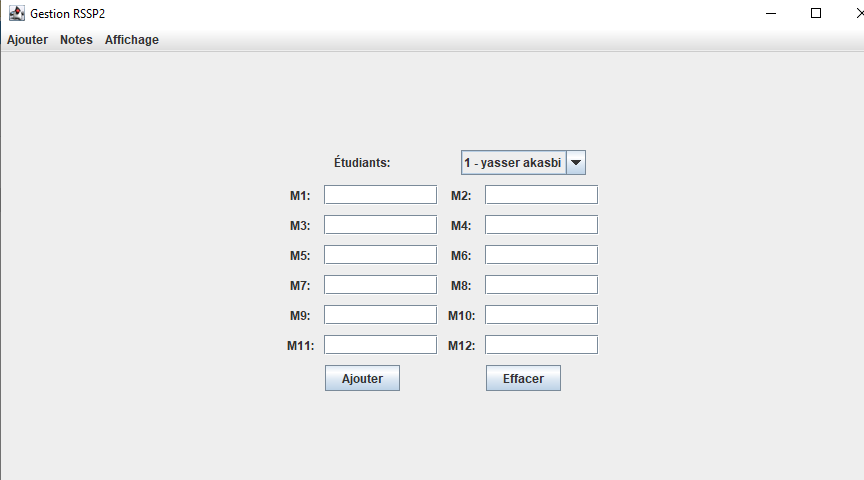 Gestion RSSP2
Ajouter Notes Affichage
Étudiants: 1 - yasser akasbi
M1: M2:
M3: M4:
M5: M6:
M7: M8:
M9: M10:
M11: M12:
Ajouter Effacer